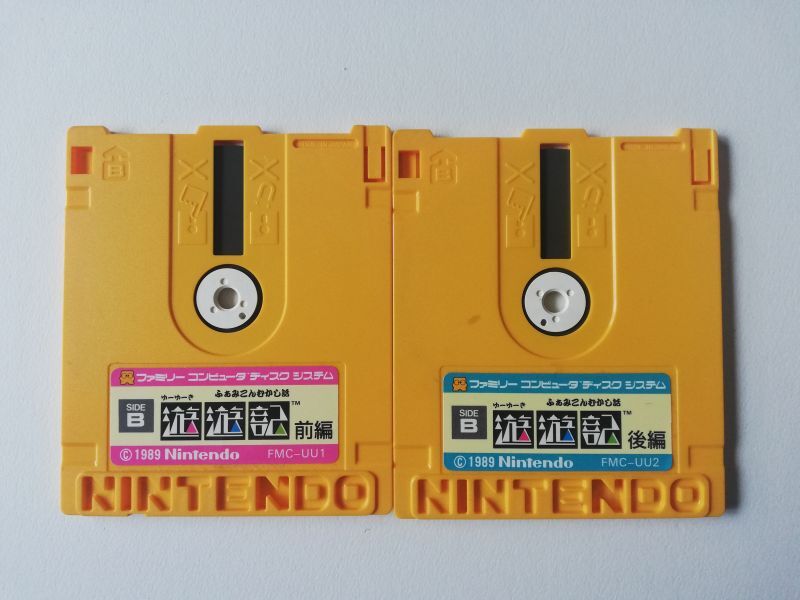 B
ファミリー コンピュータ ディスク システム
ふぁみこんむかし話
ゆーゆーき
SIDE B 遊遊記™ 前編
© 1989 Nintendo FMC-UU1
NINTENDO
B
ファミリー コンピュータ ディスク システム
ふぁみこんむかし話
ゆーゆーき
SIDE B 遊遊記™ 後編
© 1989 Nintendo FMC-UU2
NINTENDO